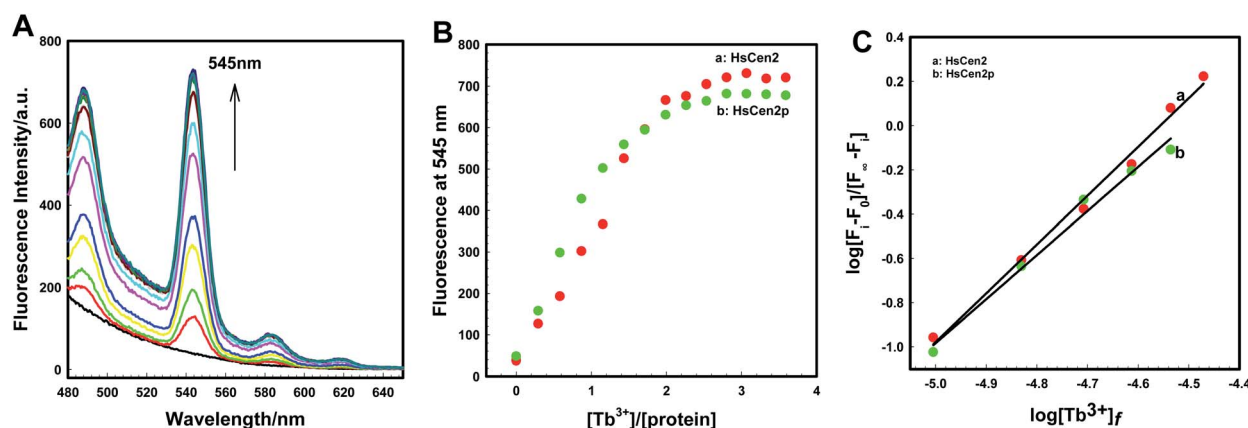 A
Fluorescence Intensity/a.u.
800
600
400
200
0
545nm
480 500 520 540 560 580 600 620 640
Wavelength/nm
B
Fluorescence at 545 nm
800
700
600
500
400
300
200
100
0
a: HsCen2
b: HsCen2p
0 1 2 3 4
[Tb³⁺]/[protein]
C
log[Fᵢ-F₀]/[F∞-Fᵢ]
0.4
0.2
0.0
-0.2
-0.4
-0.6
-0.8
-1.0
a: HsCen2
b: HsCen2p
a
b
-5.0 -4.9 -4.8 -4.7 -4.6 -4.5 -4.4
log[Tb³⁺]f